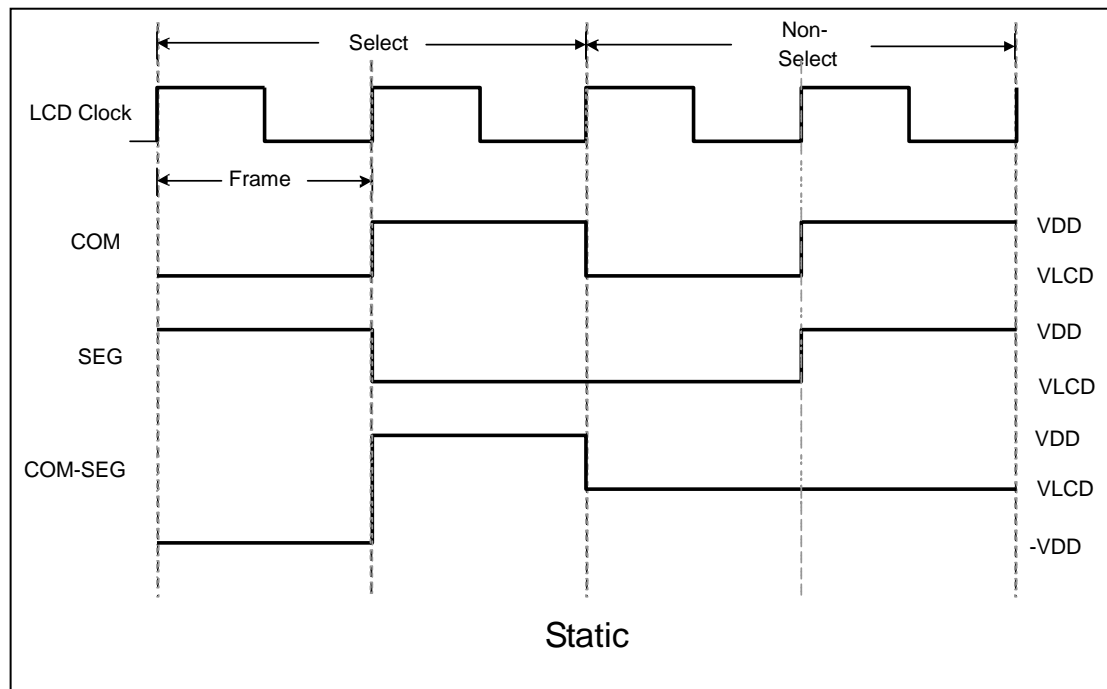 Select
Non-
Select
LCD Clock
Frame
COM
VDD
VLCD
SEG
VDD
VLCD
COM-SEG
VDD
VLCD
-VDD
Static